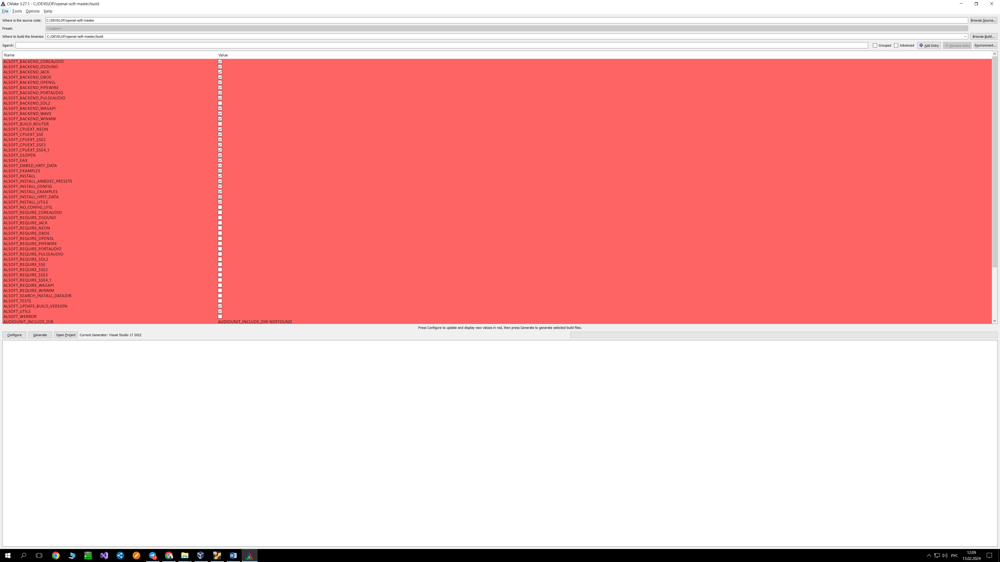 CMake 3.27.1 - C:/DEVELOP/openal-soft-master/build
File Tools Options Help
Where is the source code: C:/DEVELOP/openal-soft-master Browse Source...
Preset: <custom>
Where to build the binaries: C:/DEVELOP/openal-soft-master/build Browse Build...
Search: Grouped Advanced Add Entry Remove Entry Environment...
Name Value
ALSOFT_BACKEND_COREAUDIO
ALSOFT_BACKEND_DSOUND
ALSOFT_BACKEND_JACK
ALSOFT_BACKEND_OBOE
ALSOFT_BACKEND_OPENSL
ALSOFT_BACKEND_PIPEWIRE
ALSOFT_BACKEND_PORTAUDIO
ALSOFT_BACKEND_PULSEAUDIO
ALSOFT_BACKEND_SDL2
ALSOFT_BACKEND_WASAPI
ALSOFT_BACKEND_WAVE
ALSOFT_BACKEND_WINMM
ALSOFT_BUILD_ROUTER
ALSOFT_CPUEXT_NEON
ALSOFT_CPUEXT_SSE
ALSOFT_CPUEXT_SSE2
ALSOFT_CPUEXT_SSE3
ALSOFT_CPUEXT_SSE4_1
ALSOFT_DLOPEN
ALSOFT_EAX
ALSOFT_EMBED_HRTF_DATA
ALSOFT_EXAMPLES
ALSOFT_INSTALL
ALSOFT_INSTALL_AMBDEC_PRESETS
ALSOFT_INSTALL_CONFIG
ALSOFT_INSTALL_EXAMPLES
ALSOFT_INSTALL_HRTF_DATA
ALSOFT_INSTALL_UTILS
ALSOFT_NO_CONFIG_UTIL
ALSOFT_REQUIRE_COREAUDIO
ALSOFT_REQUIRE_DSOUND
ALSOFT_REQUIRE_JACK
ALSOFT_REQUIRE_NEON
ALSOFT_REQUIRE_OBOE
ALSOFT_REQUIRE_OPENSL
ALSOFT_REQUIRE_PIPEWIRE
ALSOFT_REQUIRE_PORTAUDIO
ALSOFT_REQUIRE_PULSEAUDIO
ALSOFT_REQUIRE_SDL2
ALSOFT_REQUIRE_SSE
ALSOFT_REQUIRE_SSE2
ALSOFT_REQUIRE_SSE3
ALSOFT_REQUIRE_SSE4_1
ALSOFT_REQUIRE_WASAPI
ALSOFT_REQUIRE_WINMM
ALSOFT_SEARCH_INSTALL_DATADIR
ALSOFT_TESTS
ALSOFT_UPDATE_BUILD_VERSION
ALSOFT_UTILS
ALSOFT_WERROR
AUDIOUNIT_INCLUDE_DIR AUDIOUNIT_INCLUDE_DIR-NOTFOUND
Press Configure to update and display new values in red, then press Generate to generate selected build files.
Configure Generate Open Project Current Generator: Visual Studio 17 2022
17
РУС
12:09
13.02.2024